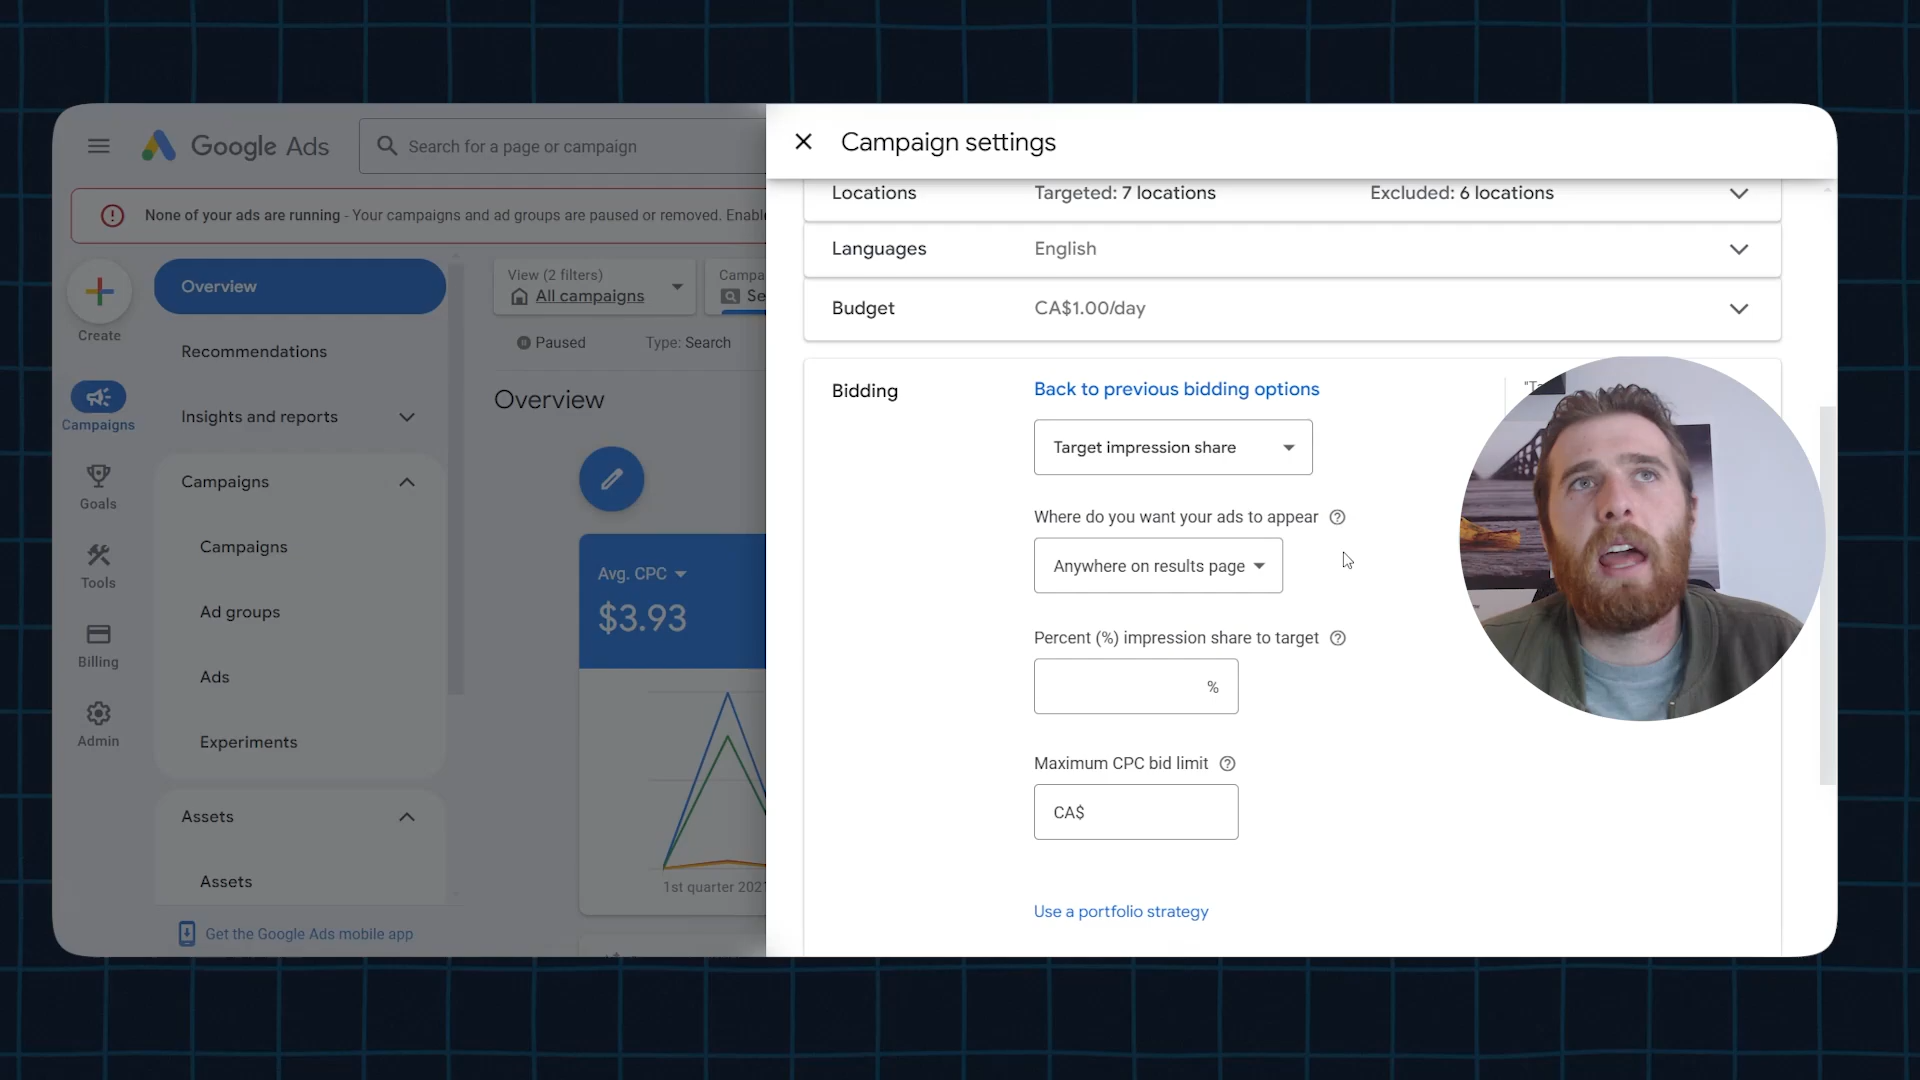 Google Ads
Search for a page or campaign
None of your ads are running - Your campaigns and ad groups are paused or removed. Enable
Create
Campaigns
Goals
Tools
Billing
Admin
Overview
Recommendations
Insights and reports
Campaigns
Campaigns
Ad groups
Ads
Experiments
Assets
Assets
Get the Google Ads mobile app
View (2 filters)
All campaigns
Campa
Se
Paused
Type: Search
Overview
Avg. CPC
$3.93
1st quarter 202
Campaign settings
Locations
Targeted: 7 locations
Excluded: 6 locations
Languages
English
Budget
CA$1.00/day
Bidding
Back to previous bidding options
Target impression share
Where do you want your ads to appear
Anywhere on results page
Percent (%) impression share to target
%
Maximum CPC bid limit
CA$
Use a portfolio strategy